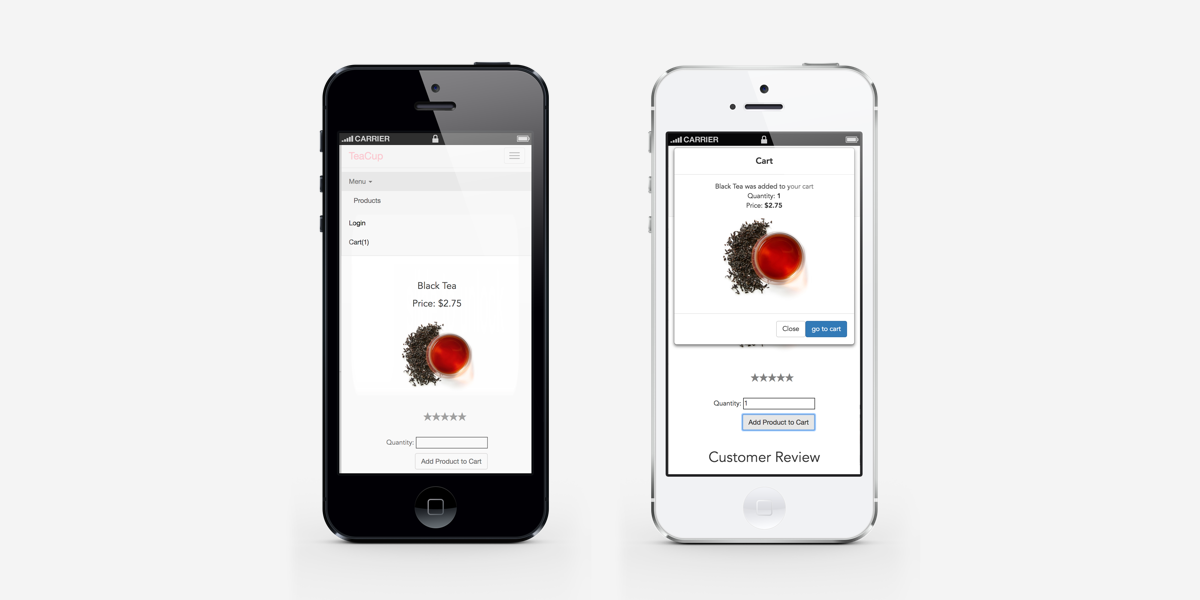 CARRIER
TeaCup
Menu
Products
Login
Cart(1)
Black Tea
Price: $2.75
Quantity:
Add Product to Cart
CARRIER
Cart
Black Tea was added to your cart
Quantity: 1
Price: $2.75
Close
go to cart
Quantity: 1
Add Product to Cart
Customer Review